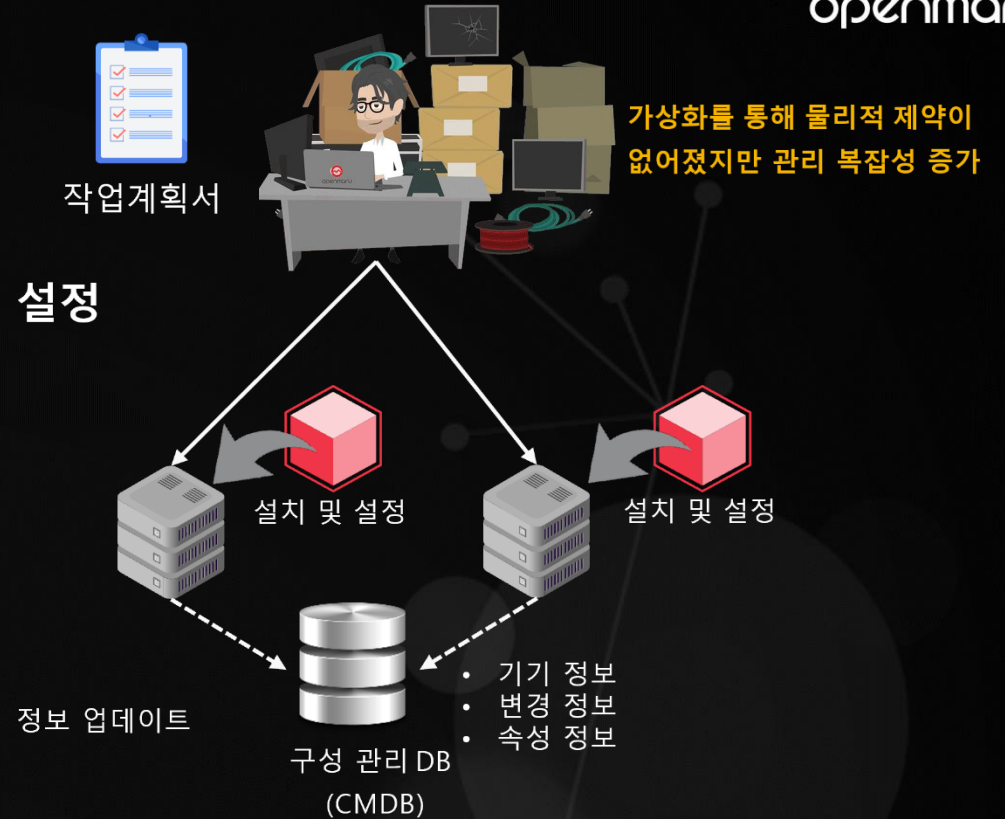 작업계획서
가상화를 통해 물리적 제약이
없어졌지만 관리 복잡성 증가
openmaru
설정
설치 및 설정
설치 및 설정
정보 업데이트
• 기기 정보
• 변경 정보
• 속성 정보
구성 관리 DB
(CMDB)